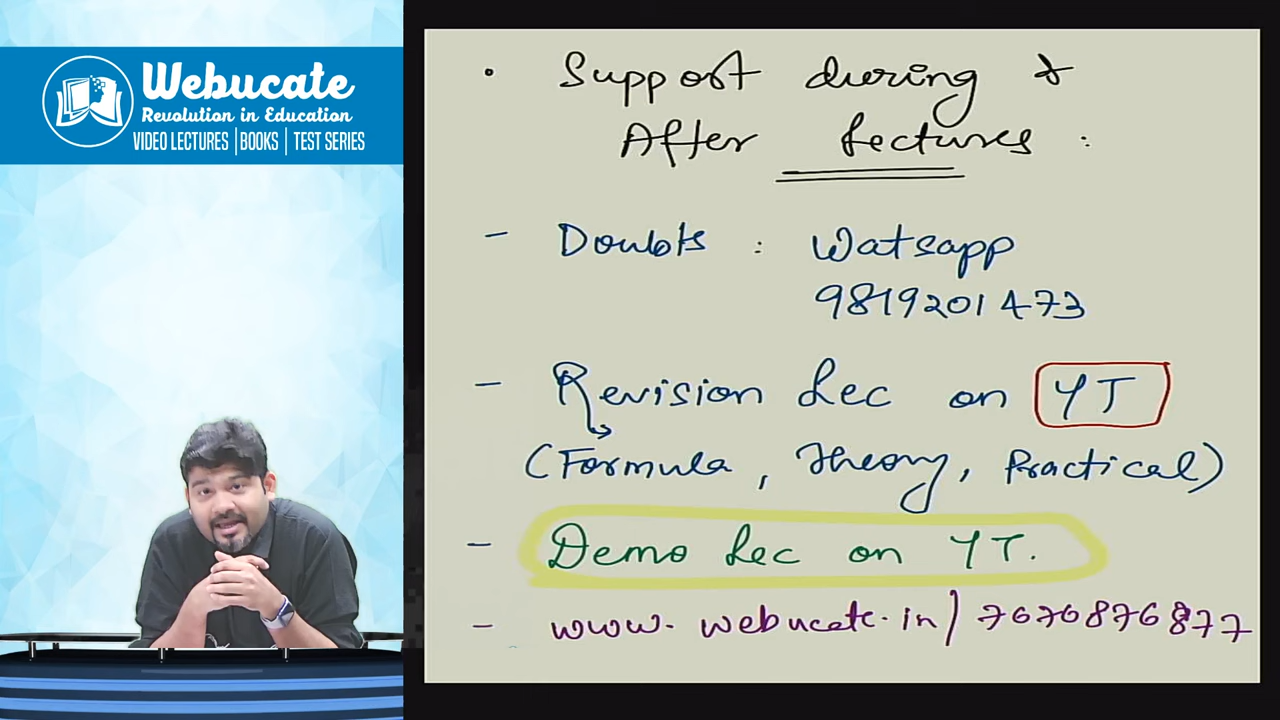 Webucate
Revolution in Education
VIDEO LECTURES | BOOKS | TEST SERIES
• Support during &
After Lectures :
- Doubts : Watsapp
9819201473
- Revision Lec on YT
(Formula, Theory, Practical)
- Demo Lec on YT.
- www.webucate.in/7670876877